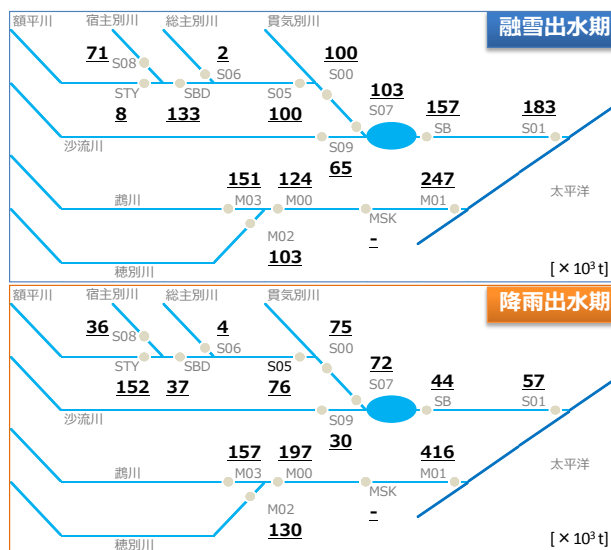 融雪出水期
額平川 宿主別川 総主別川 貫気別川
71 2 100
S08 S06 S00
103
S07
157
183
STY SBD S05
SB S01
8 133 100
沙流川
S09
65
151 124 247
鵡川
M03 M00 M01
MSK
太平洋
M02
-
103
穂別川
[×10³t]
降雨出水期
額平川 宿主別川 総主別川 貫気別川
36 4 75
S08 S06 S00
72
S07
44
57
STY SBD S05
SB S01
152 37 76
沙流川
S09
30
157 197 416
鵡川
M03 M00 M01
MSK
太平洋
M02
-
130
穂別川
[×10³t]